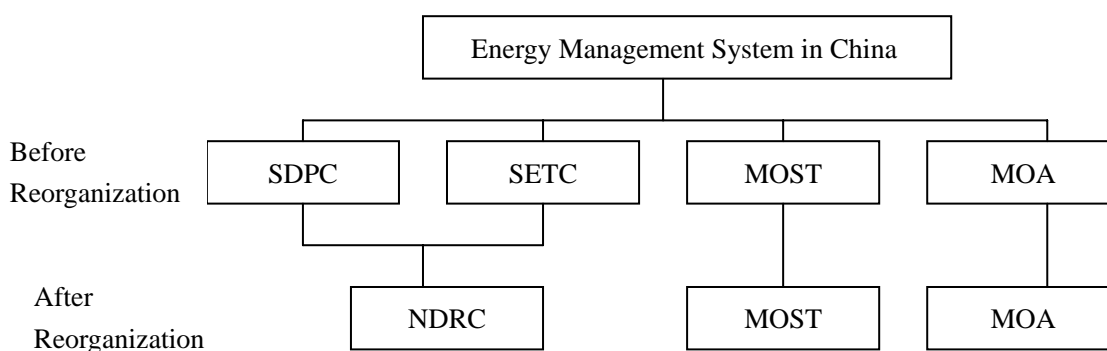 Energy Management System in China
Before
Reorganization
SDPC
SETC
MOST
MOA
After
Reorganization
NDRC
MOST
MOA